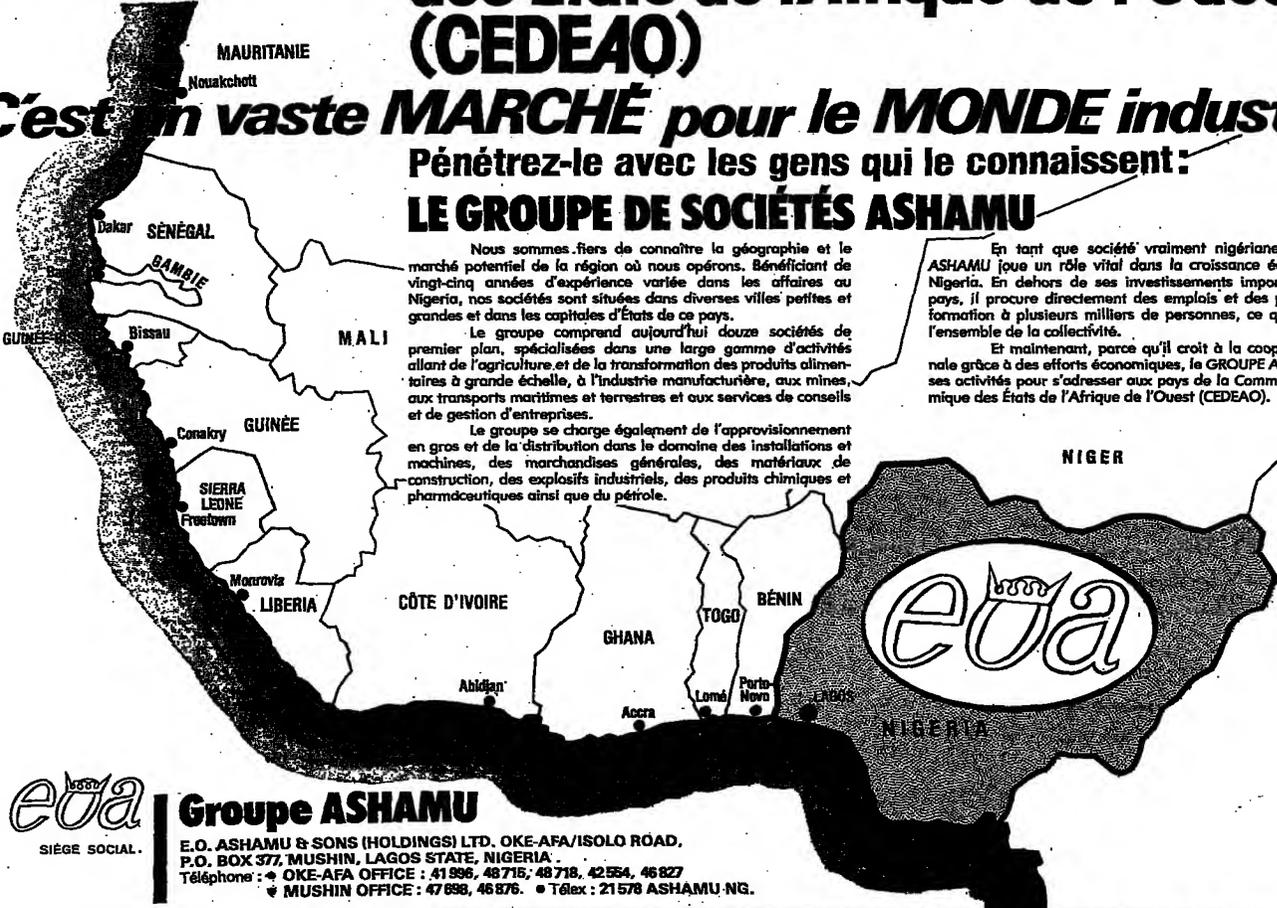 (CEDEAO)
C'est un vaste MARCHÉ pour le MONDE indust
Pénétrez-le avec les gens qui le connaissent :
LE GROUPE DE SOCIÉTÉS ASHAMU
Nous sommes fiers de connaître la géographie et le
marché potentiel de la région où nous opérons. Bénéficiant de
vingt-cinq années d'expérience variée dans les affaires au
Nigeria, nos sociétés sont situées dans diverses villes petites et
grandes et dans les capitales d'États de ce pays.
Le groupe comprend aujourd'hui douze sociétés de
premier plan, spécialisées dans une large gamme d'activités
allant de l'agriculture et de la transformation des produits alimen-
taires à grande échelle, à l'industrie manufacturière, aux mines,
aux transports maritimes et terrestres et aux services de conseils
et de gestion d'entreprises.
Le groupe se charge également de l'approvisionnement
en gros et de la distribution dans le domaine des installations et
machines, des marchandises générales, des matériaux de
construction, des explosifs industriels, des produits chimiques et
pharmaceutiques ainsi que du pétrole.
En tant que société vraiment nigériane
ASHAMU joue un rôle vital dans la croissance é
Nigeria. En dehors de ses investissements impor
pays, il procure directement des emplois et des
formation à plusieurs milliers de personnes, ce q
l'ensemble de la collectivité.
Et maintenant, parce qu'il croit à la coop
nale grâce à des efforts économiques, le GROUPE A
ses activités pour s'adresser aux pays de la Comm
mique des États de l'Afrique de l'Ouest (CEDEAO).
MAURITANIE
Nouakchott
Dakar
SÉNÉGAL
GAMBIE
MALI
Bissau
GUINÉE
Conakry
SIERRA
LEONE
Freetown
Monrovia
LIBERIA
CÔTE D'IVOIRE
Abidjan
GHANA
Accra
TOGO
Lomé
BÉNIN
Porto-
Novo
NIGER
LAGOS
NIGERIA
eoa
eoa
SIÈGE SOCIAL.
Groupe ASHAMU
E.O. ASHAMU & SONS (HOLDINGS) LTD. OKE-AFA/ISOLO ROAD,
P.O. BOX 377, MUSHIN, LAGOS STATE, NIGERIA.
Téléphone : OKE-AFA OFFICE : 41996, 48715, 48718, 42554, 46827
MUSHIN OFFICE : 47698, 46876. • Télex : 21578 ASHAMU NG.